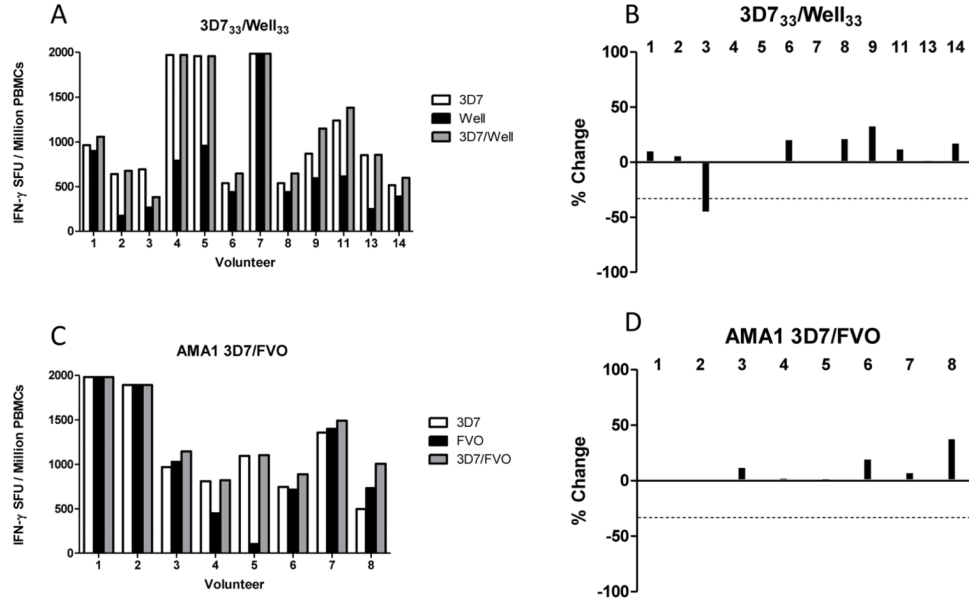 A
3D7₃₃/Well₃₃
IFN-γ SFU / Million PBMCs
2000
1500
1000
500
0
1 2 3 4 5 6 7 8 9 11 13 14
Volunteer
3D7
Well
3D7/Well
B
3D7₃₃/Well₃₃
1 2 3 4 5 6 7 8 9 11 13 14
% Change
100
50
0
-50
-100
C
AMA1 3D7/FVO
IFN-γ SFU / Million PBMCs
2000
1500
1000
500
0
1 2 3 4 5 6 7 8
Volunteer
3D7
FVO
3D7/FVO
D
AMA1 3D7/FVO
1 2 3 4 5 6 7 8
% Change
100
50
0
-50
-100